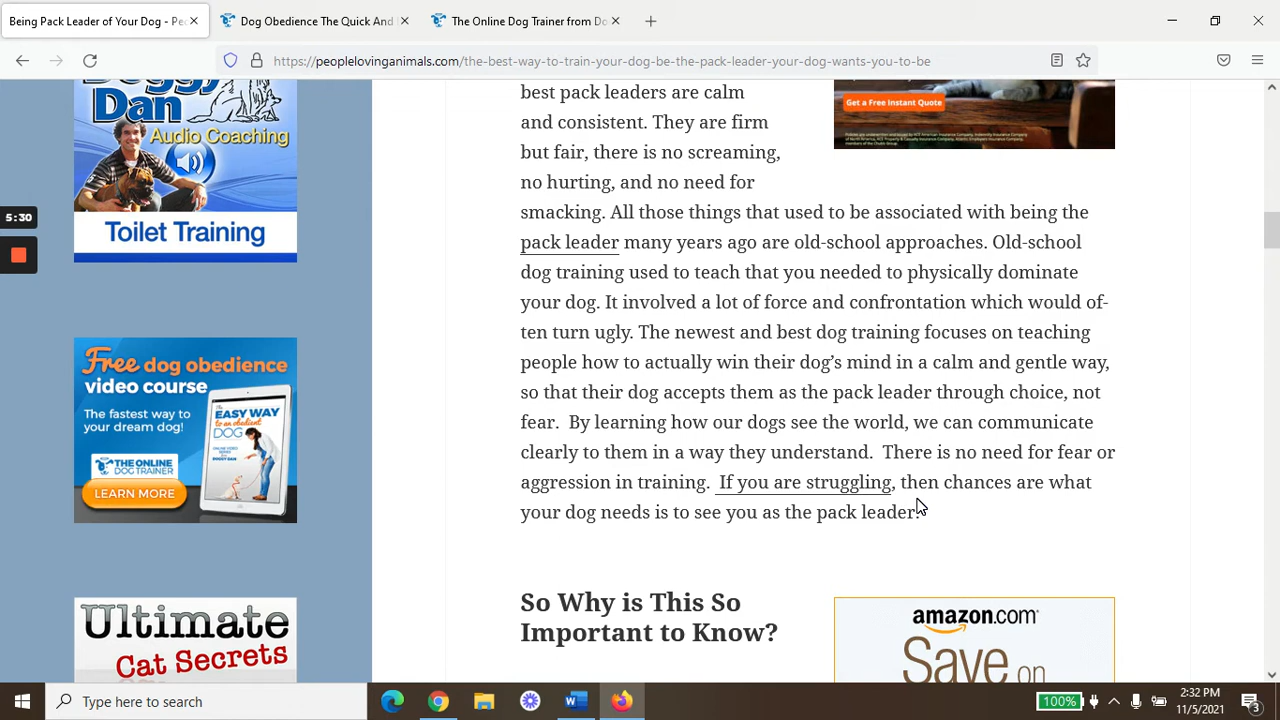 Being Pack Leader of Your Dog - Pe
Dog Obedience The Quick And
The Online Dog Trainer from Do
https://peoplelovinganimals.com/the-best-way-to-train-your-dog-be-the-pack-leader-your-dog-wants-you-to-be
Doggy
Dan
Audio Coaching
Toilet Training
5:30
Free dog obedience
video course
The fastest way to
your dream dog!
THE ONLINE
DOG TRAINER
LEARN MORE
The
EASY WAY
to an obedient
DOG
Ultimate
Cat Secrets
best pack leaders are calm
and consistent. They are firm
but fair, there is no screaming,
no hurting, and no need for
smacking. All those things that used to be associated with being the
pack leader many years ago are old-school approaches. Old-school
dog training used to teach that you needed to physically dominate
your dog. It involved a lot of force and confrontation which would of-
ten turn ugly. The newest and best dog training focuses on teaching
people how to actually win their dog’s mind in a calm and gentle way,
so that their dog accepts them as the pack leader through choice, not
fear.  By learning how our dogs see the world, we can communicate
clearly to them in a way they understand.  There is no need for fear or
aggression in training.  If you are struggling, then chances are what
your dog needs is to see you as the pack leader.
Get a Free Instant Quote
So Why is This So
Important to Know?
amazon.com
Save on
Type here to search
100%
2:32 PM
11/5/2021
3